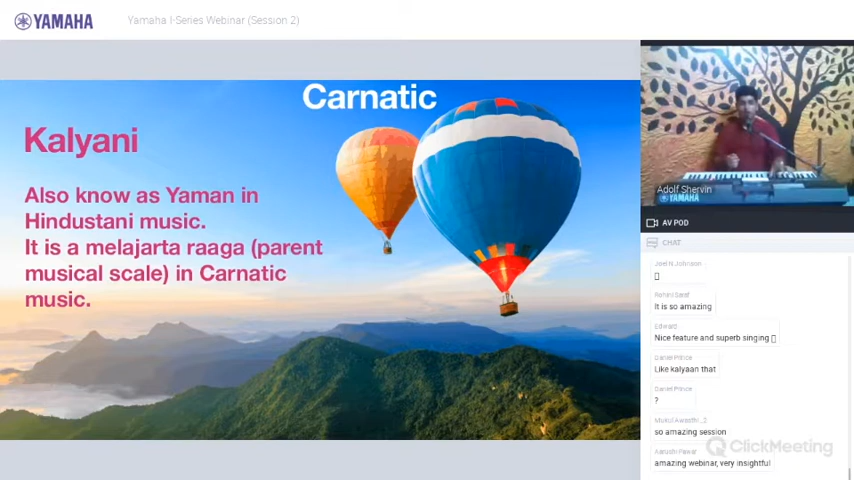 YAMAHA
Yamaha I-Series Webinar (Session 2)
Carnatic
Kalyani
Also know as Yaman in
Hindustani music.
It is a melajarta raaga (parent
musical scale) in Carnatic
music.
Adolf Shervin
YAMAHA
AV POD
CHAT
Joel N Johnson
Rohini Saraf
It is so amazing
Edward
Nice feature and superb singing
Daniel Prince
Like kalyaan that
Daniel Prince
?
Mukul Awasthi_2
so amazing session
ClickMeeting
amazing webinar, very insightful